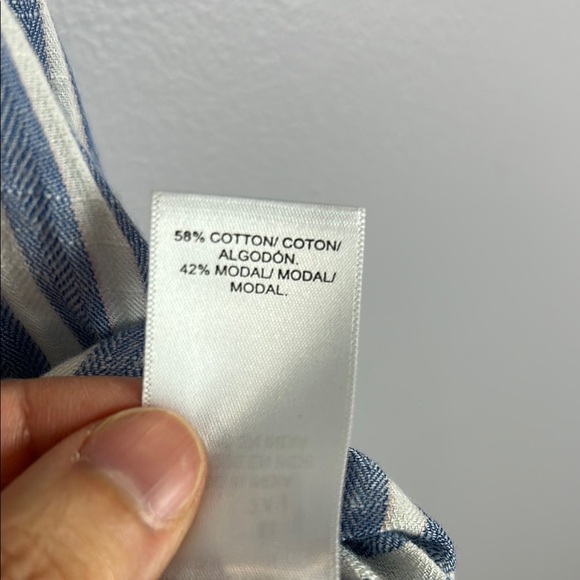 58% COTTON/ COTON/
ALGODÓN.
42% MODAL/ MODAL/
MODAL.